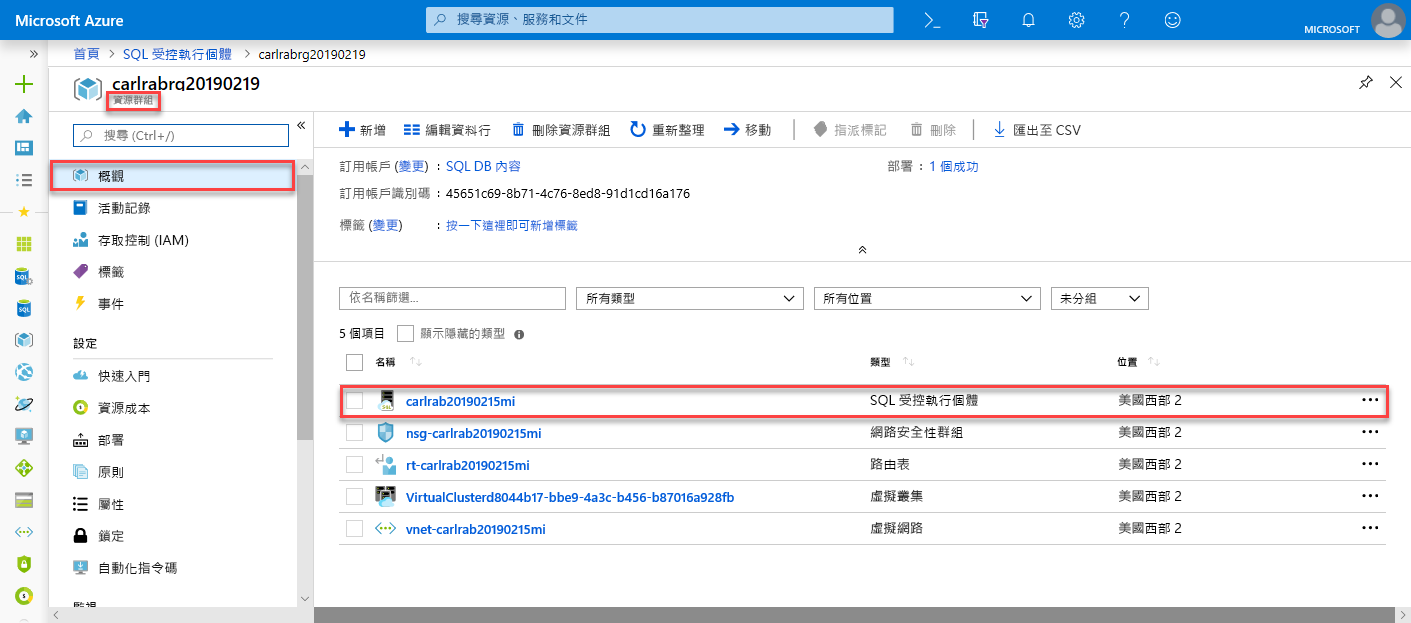 Microsoft Azure
搜尋資源、服務和文件
MICROSOFT
首頁 > SQL 受控執行個體 > carlrabrg20190219
carlrabrg20190219
資源群組
搜尋 (Ctrl+/)
概觀
活動記錄
存取控制 (IAM)
標籤
事件
設定
快速入門
資源成本
部署
原則
屬性
鎖定
自動化指令碼
監視
新增 編輯資料行 刪除資源群組 重新整理 移動 指派標記 刪除 匯出至 CSV
訂用帳戶 (變更) : SQL DB 內容
部署 : 1 個成功
訂用帳戶識別碼 : 45651c69-8b71-4c76-8ed8-91d1cd16a176
標籤 (變更) : 按一下這裡即可新增標籤
依名稱篩選... 所有類型 所有位置 未分組
5 個項目 顯示隱藏的類型
名稱 類型 位置
carlrab20190215mi SQL 受控執行個體 美國西部 2
nsg-carlrab20190215mi 網路安全性群組 美國西部 2
rt-carlrab20190215mi 路由表 美國西部 2
VirtualClusterd8044b17-bbe9-4a3c-b456-b87016a928fb 虛擬叢集 美國西部 2
vnet-carlrab20190215mi 虛擬網路 美國西部 2